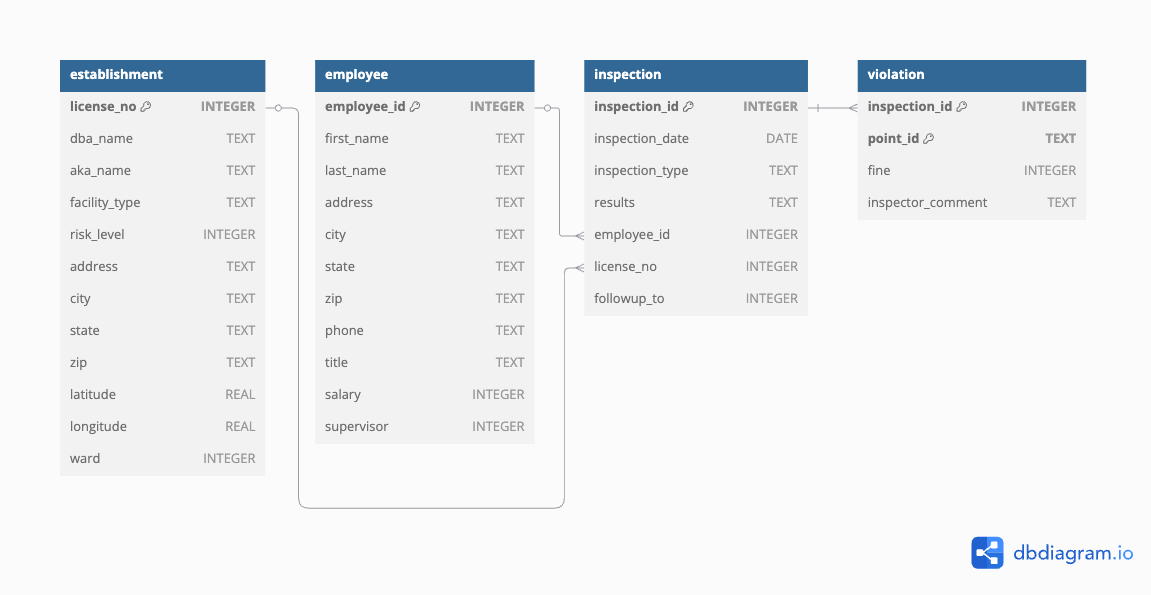 establishment
license_no INTEGER
dba_name TEXT
aka_name TEXT
facility_type TEXT
risk_level INTEGER
address TEXT
city TEXT
state TEXT
zip TEXT
latitude REAL
longitude REAL
ward INTEGER
employee
employee_id INTEGER
first_name TEXT
last_name TEXT
address TEXT
city TEXT
state TEXT
zip TEXT
phone TEXT
title TEXT
salary INTEGER
supervisor INTEGER
inspection
inspection_id INTEGER
inspection_date DATE
inspection_type TEXT
results TEXT
employee_id INTEGER
license_no INTEGER
followup_to INTEGER
violation
inspection_id INTEGER
point_id TEXT
fine INTEGER
inspector_comment TEXT
dbdiagram.io